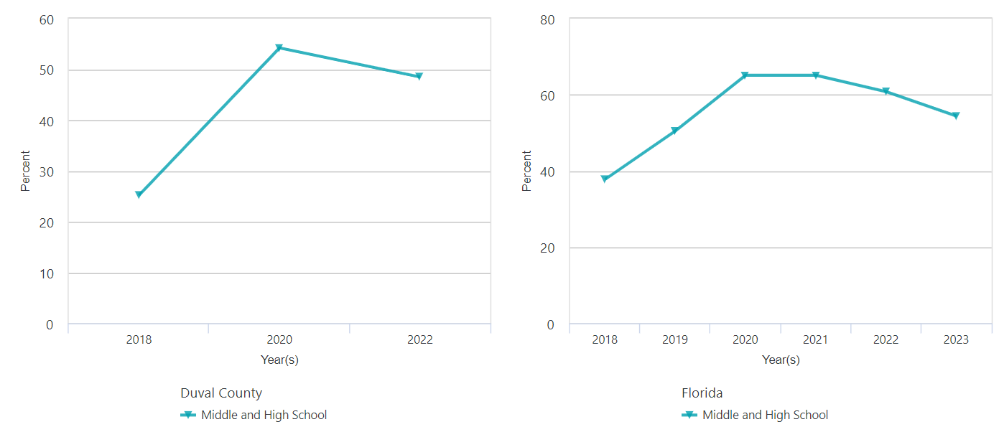 60
50
40
30
20
10
0
Percent
2018 2020 2022
Year(s)
Duval County
Middle and High School
80
60
40
20
0
Percent
2018 2019 2020 2021 2022 2023
Year(s)
Florida
Middle and High School